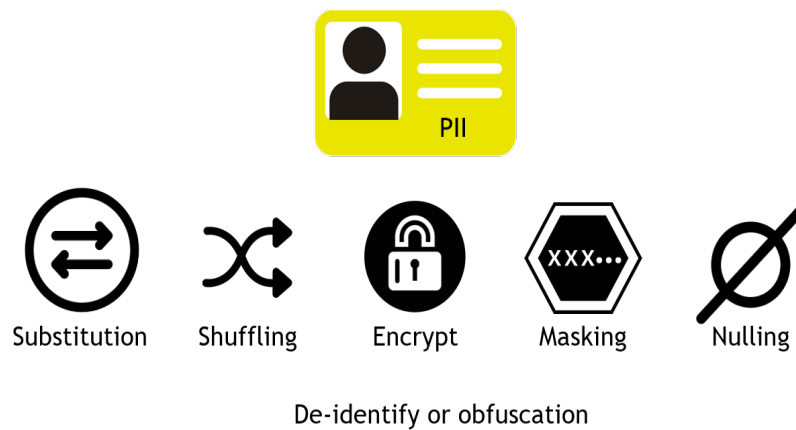 PII
XXX•••
Substitution
Shuffling
Encrypt
Masking
Nulling
De-identify or obfuscation